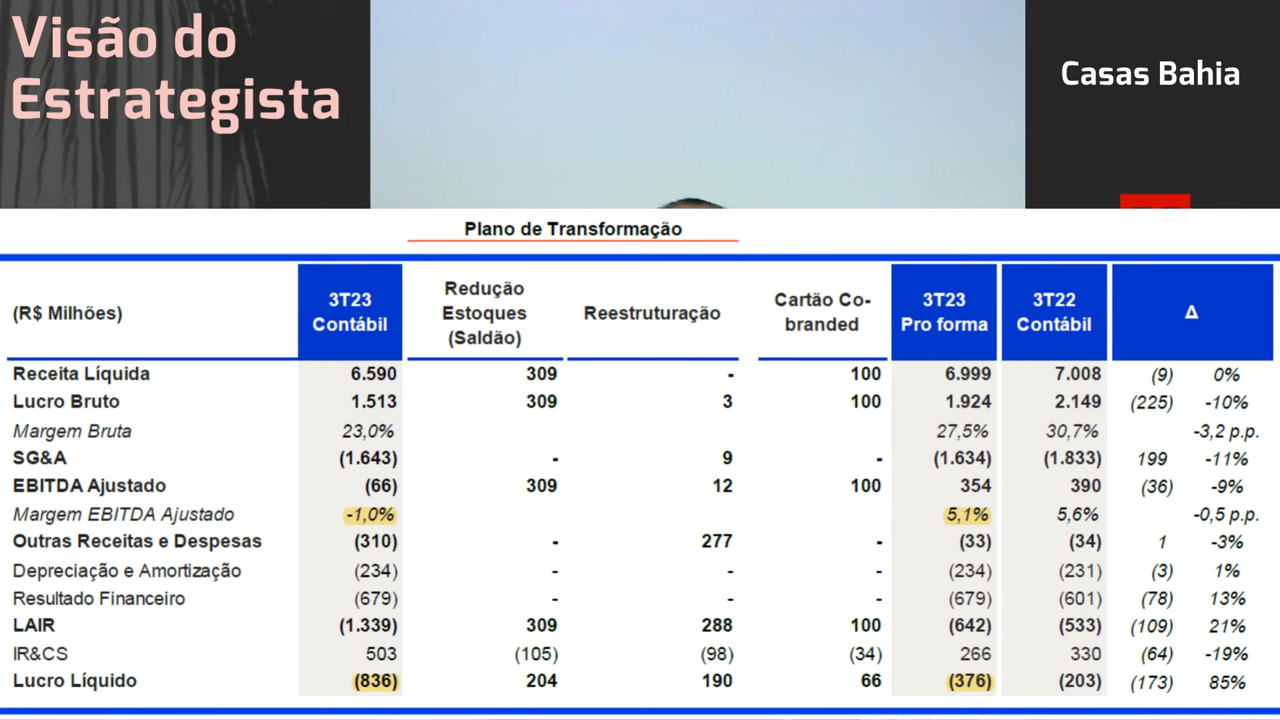 Visão do
Estrategista
Casas Bahia
Plano de Transformação
(R$ Milhões) 3T23 Contábil Redução Estoques (Saldão) Reestruturação Cartão Co-branded 3T23 Pro forma 3T22 Contábil Δ
Receita Líquida 6.590 309 - 100 6.999 7.008 (9) 0%
Lucro Bruto 1.513 309 3 100 1.924 2.149 (225) -10%
Margem Bruta 23,0% 27,5% 30,7% -3,2 p.p.
SG&A (1.643) - 9 - (1.634) (1.833) 199 -11%
EBITDA Ajustado (66) 309 12 100 354 390 (36) -9%
Margem EBITDA Ajustado -1,0% 5,1% 5,6% -0,5 p.p.
Outras Receitas e Despesas (310) - 277 - (33) (34) 1 -3%
Depreciação e Amortização (234) - - - (234) (231) (3) 1%
Resultado Financeiro (679) - - - (679) (601) (78) 13%
LAIR (1.339) 309 288 100 (642) (533) (109) 21%
IR&CS 503 (105) (98) (34) 266 330 (64) -19%
Lucro Líquido (836) 204 190 66 (376) (203) (173) 85%